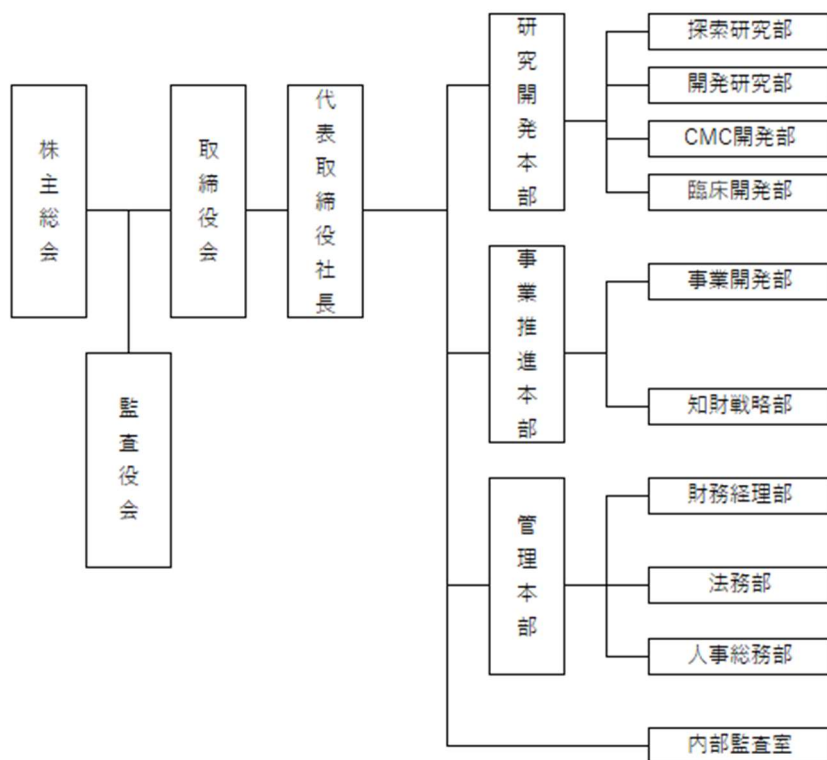 株主総会
監査役会
取締役会
代表取締役社長
研究開発本部
探索研究部
開発研究部
CMC開発部
臨床開発部
事業推進本部
事業開発部
知財戦略部
管理本部
財務経理部
法務部
人事総務部
内部監査室